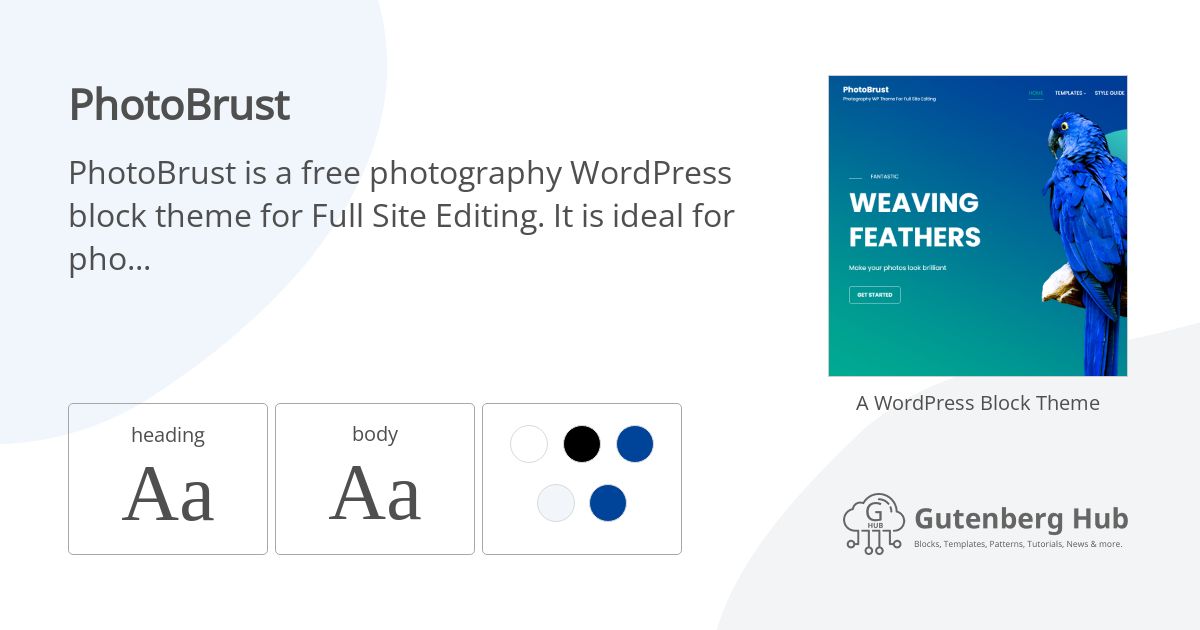 PhotoBrust
PhotoBrust is a free photography WordPress
block theme for Full Site Editing. It is ideal for
pho...
heading
Aa
body
Aa
PhotoBrust
Photography WP Theme For Full Site Editing
HOME TEMPLATES STYLE GUIDE
FANTASTIC
WEAVING
FEATHERS
Make your photos look brilliant
GET STARTED
A WordPress Block Theme
G
HUB
Gutenberg Hub
Blocks, Templates, Patterns, Tutorials, News & more.